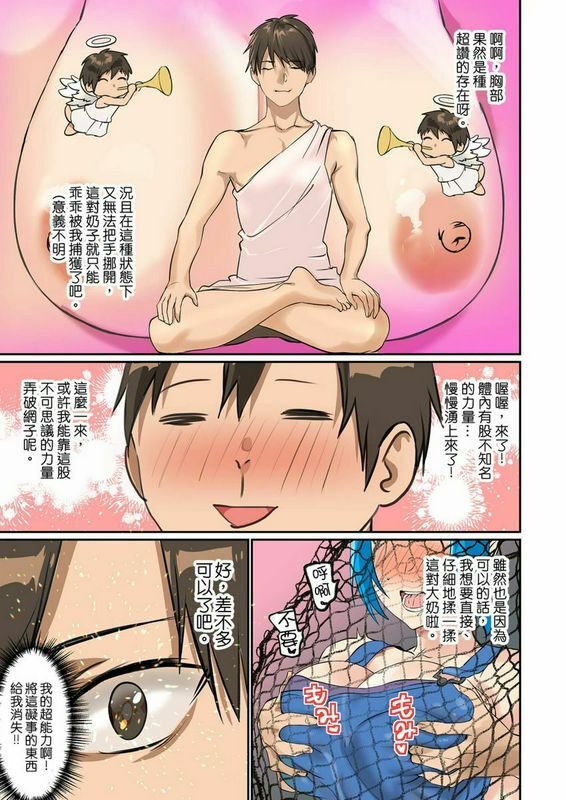 啊啊，胸部
果然是種
超讚的存在呀。
況且在這種狀態下
又無法把手挪開，
這對奶子就只能
乖乖被我捕獲了吧。
(意義不明)
喔喔，來了！
體內有股不知名
的力量…
慢慢湧上來了！
這麼一來，
或許我能靠這股
不可思議的力量
弄破網子呢。
雖然也是因為
可以的話，
我想要直接、
仔細地揉一揉
這對大奶啦。
呼啊
不要
もむ
もむ
好，差不多
可以了吧。
我的超能力啊！
將這礙事的東西
給我消失!!